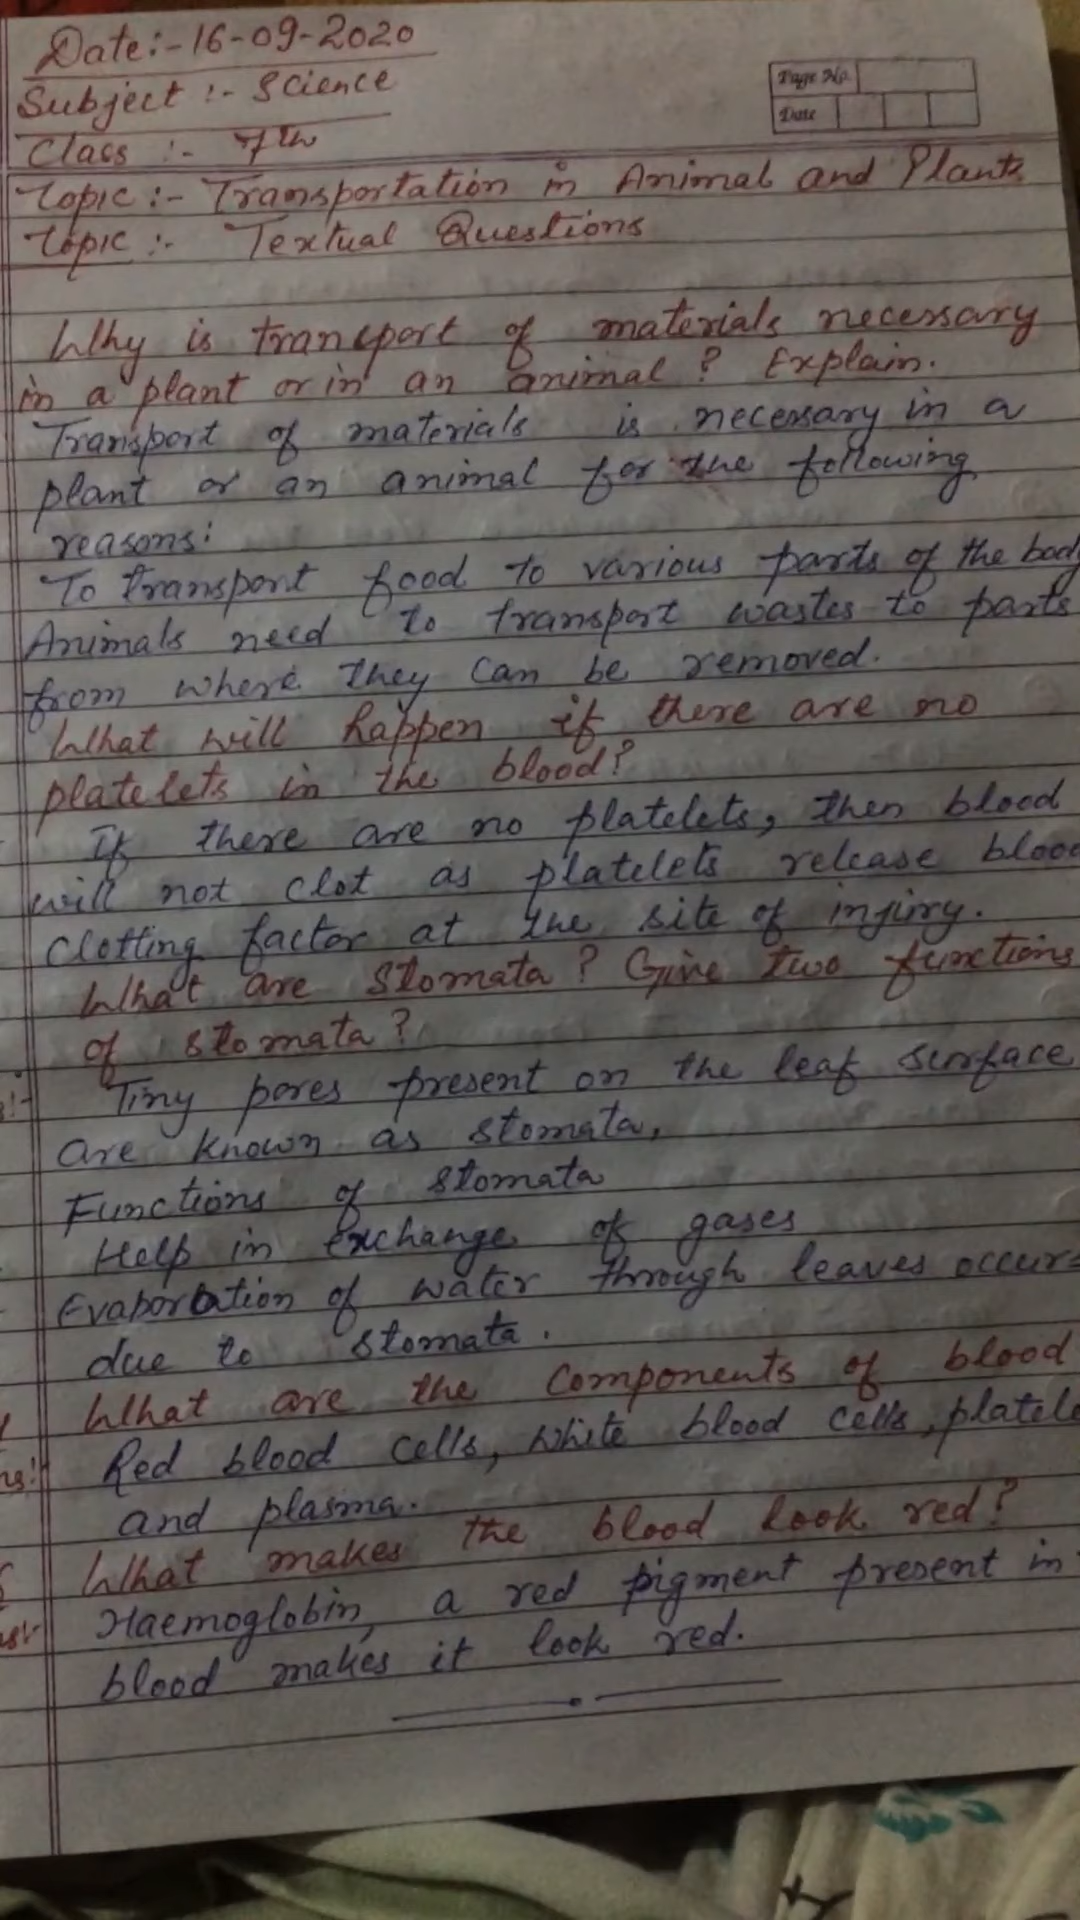 Date:-16-09-2020
Subject :- Science
Class :- 7th
Page No.
Date
Topic :- Transportation in Animal and Plants
Topic :- Textual Questions
Why is transport of materials necessary
in a plant or in an animal? Explain.
Transport of materials is necessary in a
plant or an animal for the following
reasons:
To transport food to various parts of the body
Animals need to transport wastes to parts
from where they can be removed.
What will happen if there are no
platelets in the blood?
If there are no platelets, then blood
will not clot as platelets release blood
clotting factor at the site of injury.
What are stomata? Give two functions
of stomata?
Tiny pores present on the leaf surface
are known as stomata,
Functions of stomata
Help in exchange of gases
Evaporation of water through leaves occurs
due to stomata.
What are the components of blood
Red blood cells, white blood cells, platele
and plasma.
What makes the blood look red?
Haemoglobin, a red pigment present in
blood makes it look red.